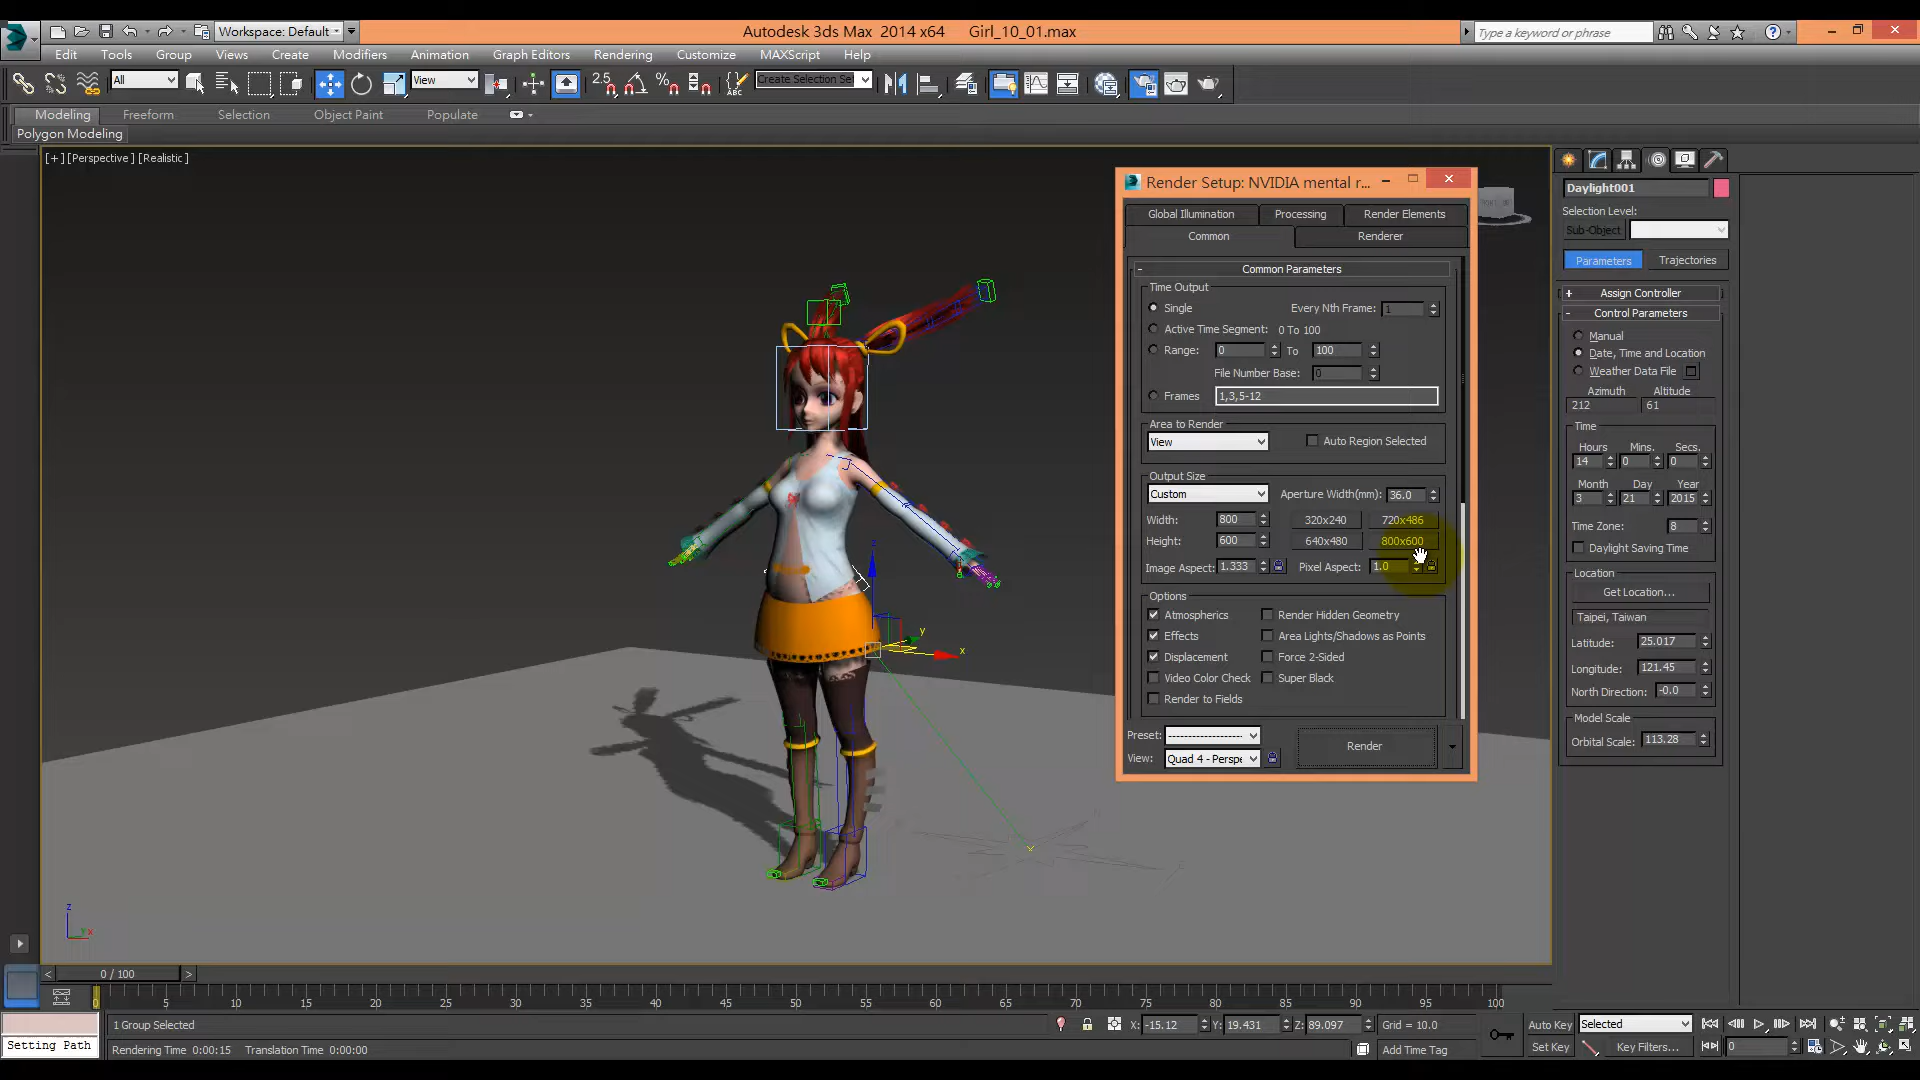 Workspace: Default
Autodesk 3ds Max 2014 x64 Girl_10_01.max
Type a keyword or phrase
Edit Tools Group Views Create Modifiers Animation Graph Editors Rendering Customize MAXScript Help
All View 2.5 Create Selection Set
Modeling Freeform Selection Object Paint Populate
Polygon Modeling
[+] [Perspective] [Realistic]
Render Setup: NVIDIA mental r...
Global Illumination Processing Render Elements
Common Renderer
- Common Parameters
Time Output
Single Every Nth Frame: 1
Active Time Segment: 0 To 100
Range: 0 To 100
File Number Base: 0
Frames 1,3,5-12
Area to Render
View Auto Region Selected
Output Size
Custom Aperture Width(mm): 36.0
Width: 800 320x240 720x486
Height: 600 640x480 800x600
Image Aspect: 1.333 Pixel Aspect: 1.0
Options
Atmospherics Render Hidden Geometry
Effects Area Lights/Shadows as Points
Displacement Force 2-Sided
Video Color Check Super Black
Render to Fields
Preset: --------------------
View: Quad 4 - Perspe Render
Daylight001
Selection Level:
Sub-Object
Parameters Trajectories
+ Assign Controller
- Control Parameters
Manual
Date, Time and Location
Weather Data File
Azimuth Altitude
212 61
Time
Hours Mins. Secs.
14 0 0
Month Day Year
3 21 2015
Time Zone: 8
Daylight Saving Time
Location
Get Location...
Taipei, Taiwan
Latitude: 25.017
Longitude: 121.45
North Direction: -0.0
Model Scale
Orbital Scale: 113.28
z
y
x
z
y x
< 0 / 100 >
0 5 10 15 20 25 30 35 40 45 50 55 60 65 70 75 80 85 90 95 100
1 Group Selected X: -15.12 Y: 19.431 Z: 89.097 Grid = 10.0 Auto Key Selected
Setting Path Rendering Time 0:00:15 Translation Time 0:00:00 Add Time Tag Set Key Key Filters... 0